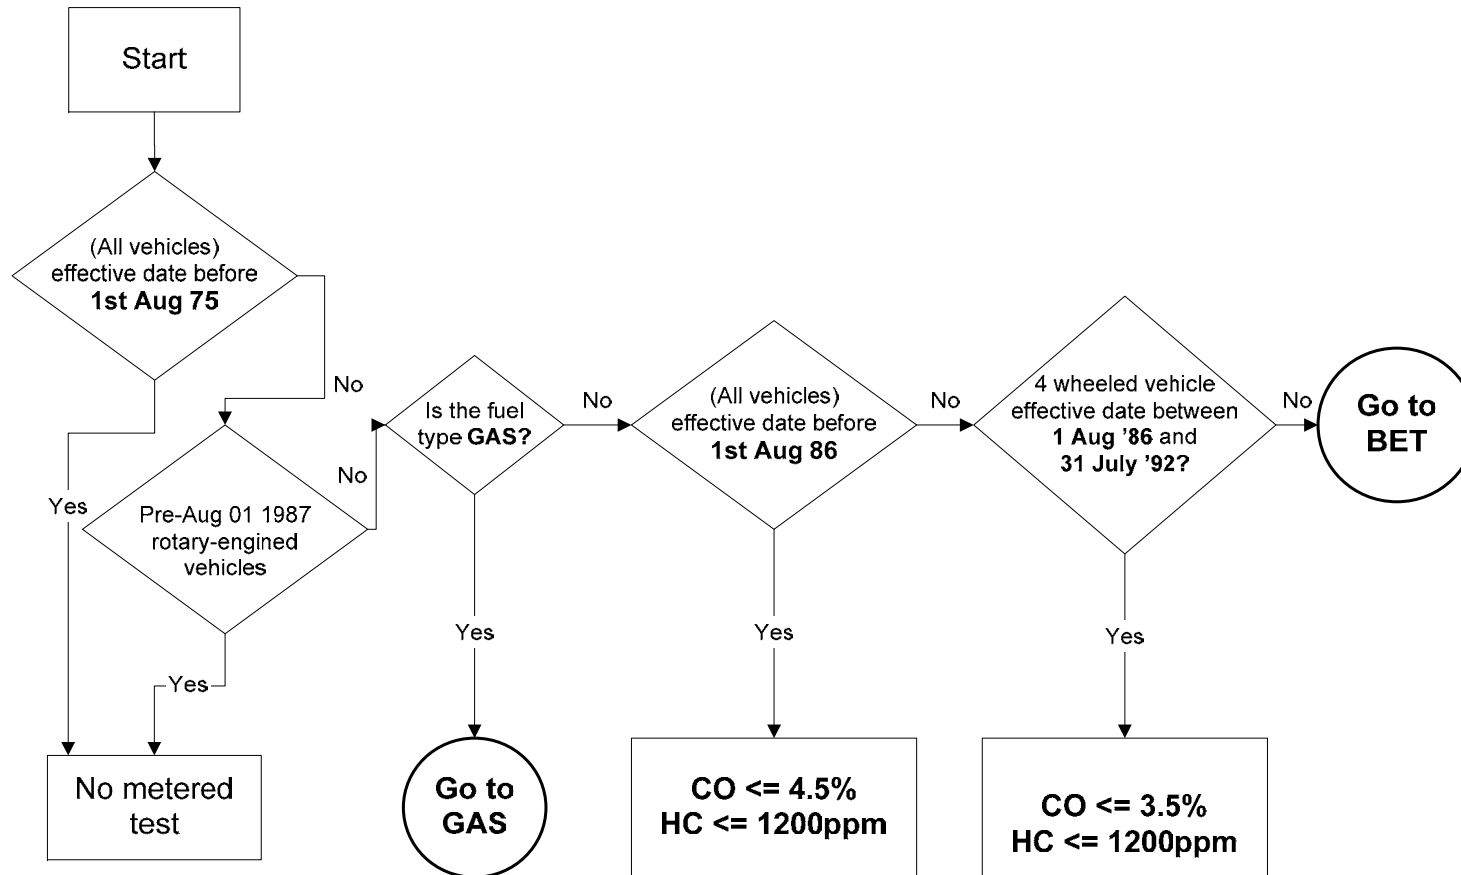 Start
(All vehicles)
effective date before
1st Aug 75
No
Yes
Pre-Aug 01 1987
rotary-engined
vehicles
No
Yes
No metered
test
Is the fuel
type GAS?
No
Yes
Go to
GAS
(All vehicles)
effective date before
1st Aug 86
No
Yes
CO <= 4.5%
HC <= 1200ppm
4 wheeled vehicle
effective date between
1 Aug ’86 and
31 July ’92?
No
Yes
CO <= 3.5%
HC <= 1200ppm
Go to
BET